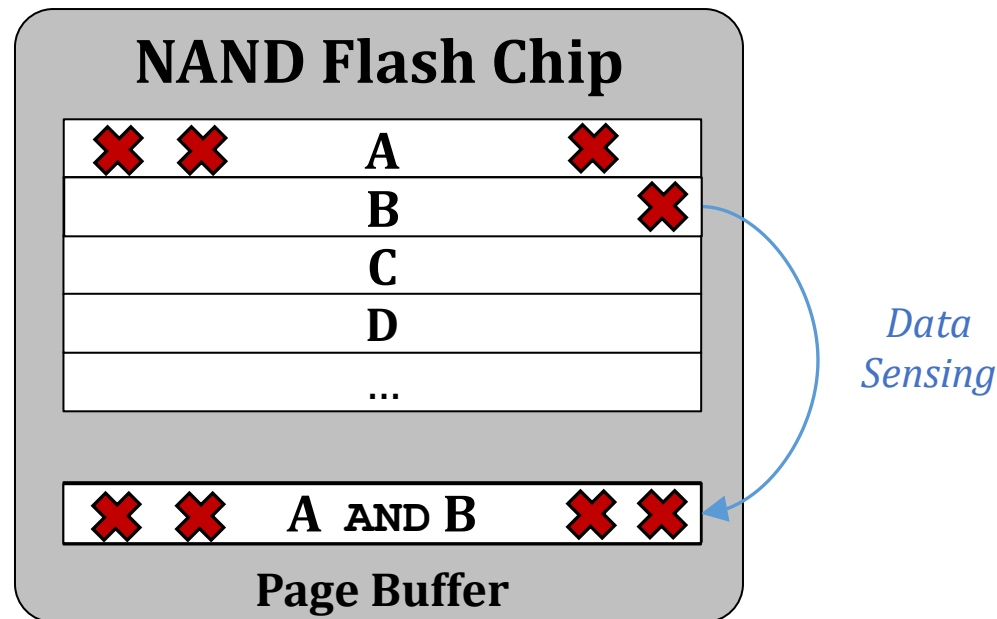 NAND Flash Chip
A
B
C
D
...
Data
Sensing
A AND B
Page Buffer